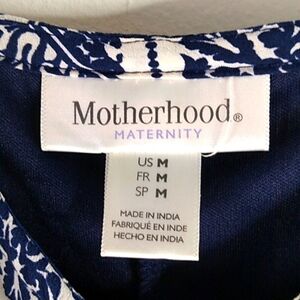 Motherhood®
MATERNITY
US M
FR M
SP M
MADE IN INDIA
FABRIQUÉ EN INDE
HECHO EN INDIA